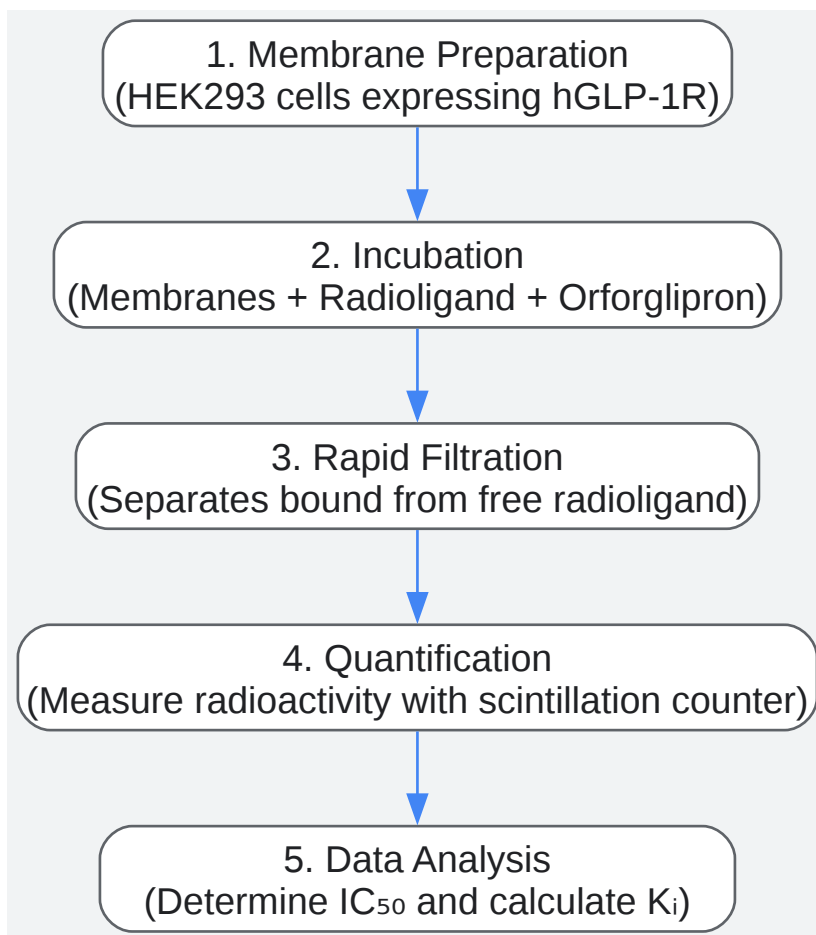 1. Membrane Preparation
(HEK293 cells expressing hGLP-1R)
2. Incubation
(Membranes + Radioligand + Orforglipron)
3. Rapid Filtration
(Separates bound from free radioligand)
4. Quantification
(Measure radioactivity with scintillation counter)
5. Data Analysis
(Determine IC₅₀ and calculate Kᵢ)